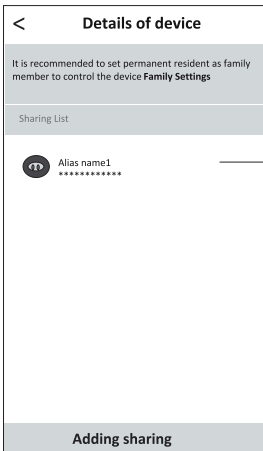 < Details of device
It is recommended to set permanent resident as family
member to control the device Family Settings
Sharing List
Alias name1
************
Adding sharing